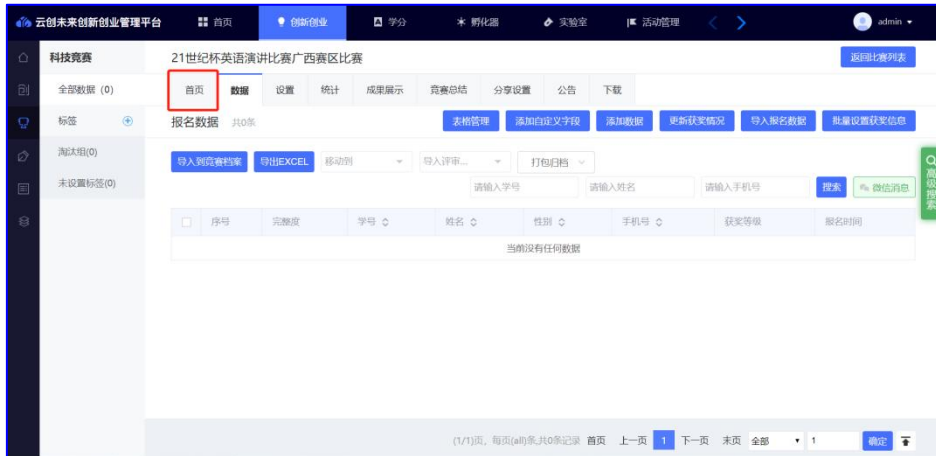 云创未来创新创业管理平台 首页 创新创业 学分 孵化器 实验室 活动管理 admin
科技竞赛 21世纪杯英语演讲比赛广西赛区比赛 返回比赛列表
全部数据 (0) 首页 数据 设置 统计 成果展示 竞赛总结 分享设置 公告 下载
标签 报名数据 共0条 表格管理 添加自定义字段 添加数据 更新获奖情况 导入报名数据 批量设置获奖信息
淘汰组(0) 导入到竞赛档案 导出EXCEL 移动到 导入评审... 打包归档
未设置标签(0) 请输入学号 请输入姓名 请输入手机号 搜索 微信消息
高级搜索
序号 完整度 学号 姓名 性别 手机号 获奖等级 报名时间
当前没有任何数据
(1/1)页，每页(all)条,共0条记录 首页 上一页 1 下一页 末页 全部 1 确定